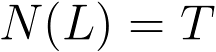 N(L) = T